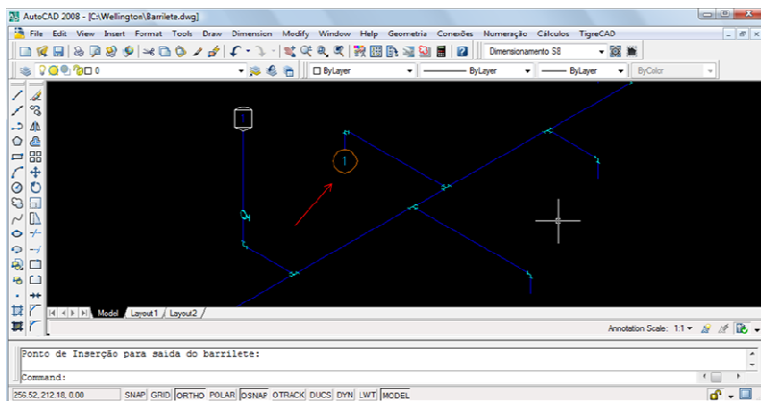 AutoCAD 2008 - [C:\Wellington\Barrilete.dwg]
File Edit View Insert Format Tools Draw Dimension Modify Window Help Geometria Conexões Numeração Cálculos TigreCAD
Dimensionamento S8
0 ByLayer ByLayer ByLayer ByColor
1
1
Model Layout1 Layout2
Annotation Scale: 1:1
Ponto de Inserção para saida do barrilete:
Command:
256.52, 212.18, 0.00 SNAP GRID ORTHO POLAR OSNAP OTRACK DUCS DYN LWT MODEL